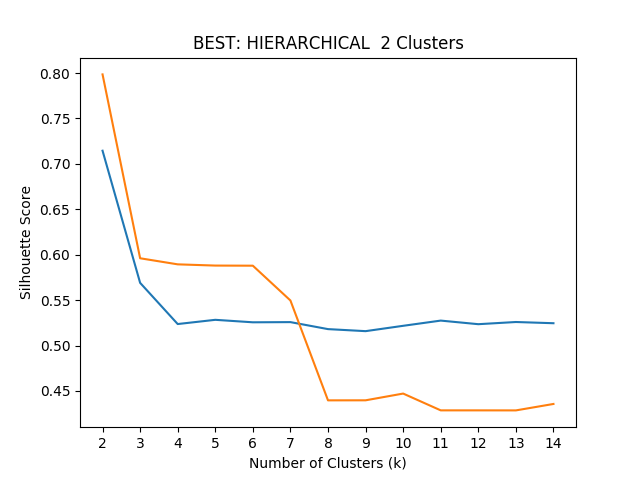 BEST: HIERARCHICAL  2 Clusters
0.80
0.75
0.70
0.65
0.60
0.55
0.50
0.45
Silhouette Score
2 3 4 5 6 7 8 9 10 11 12 13 14
Number of Clusters (k)